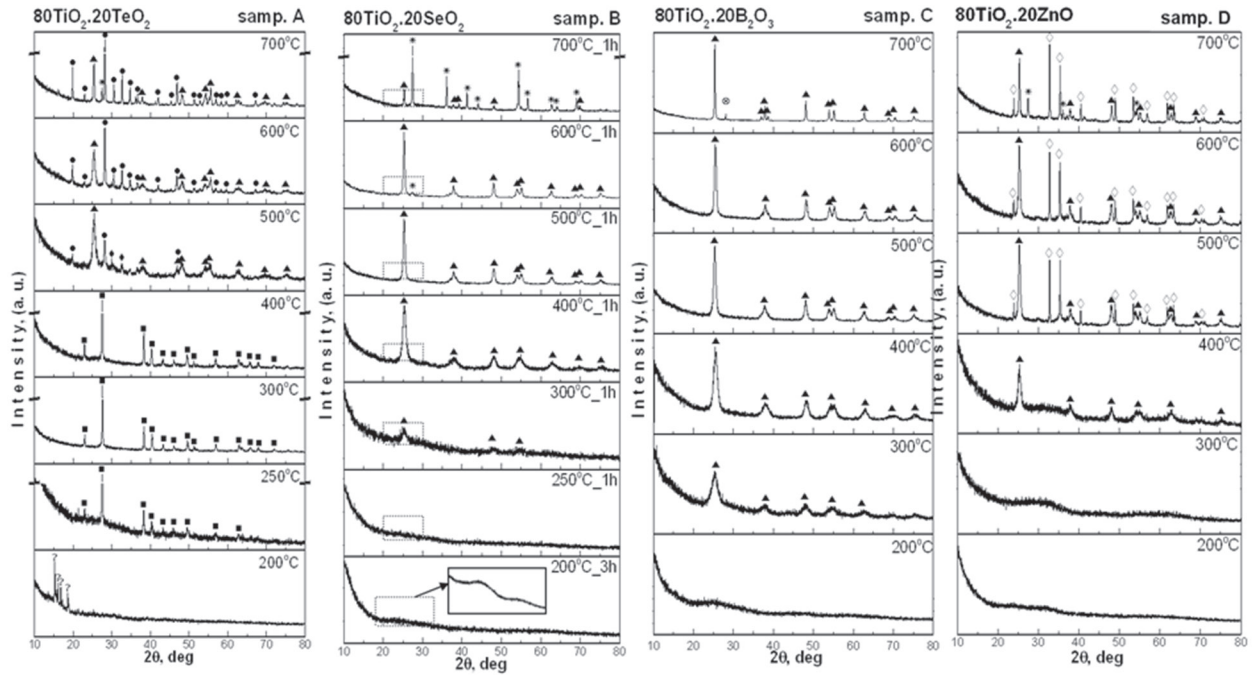 80TiO₂.20TeO₂ samp. A
700°C
600°C
500°C
400°C
300°C
250°C
200°C
? ? ? ?
10 20 30 40 50 60 70 80
2θ, deg
Intensity, (a. u.)
80TiO₂.20SeO₂ samp. B
700°C_1h
600°C_1h
500°C_1h
400°C_1h
300°C_1h
250°C_1h
200°C_3h
10 20 30 40 50 60 70 80
2θ, deg
Intensity, (a. u.)
80TiO₂.20B₂O₃ samp. C
700°C
600°C
500°C
400°C
300°C
200°C
10 20 30 40 50 60 70 80
2θ, deg
Intensity, (a. u.)
80TiO₂.20ZnO samp. D
700°C
600°C
500°C
400°C
300°C
200°C
10 20 30 40 50 60 70 80
2θ, deg
Intensity, (a. u.)